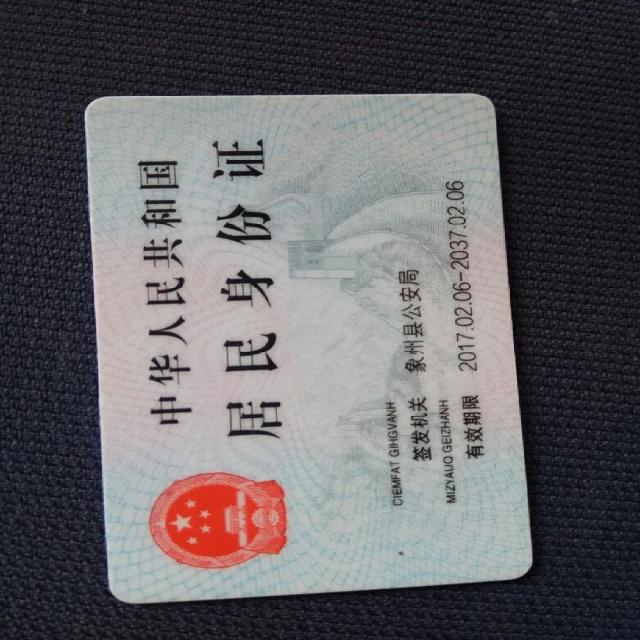 中华人民共和国
居民身份证
CIEMFAT GIHGVANH
签发机关 象州县公安局
MIZYAUQ GEIZHANH
有效期限 2017.02.06-2037.02.06